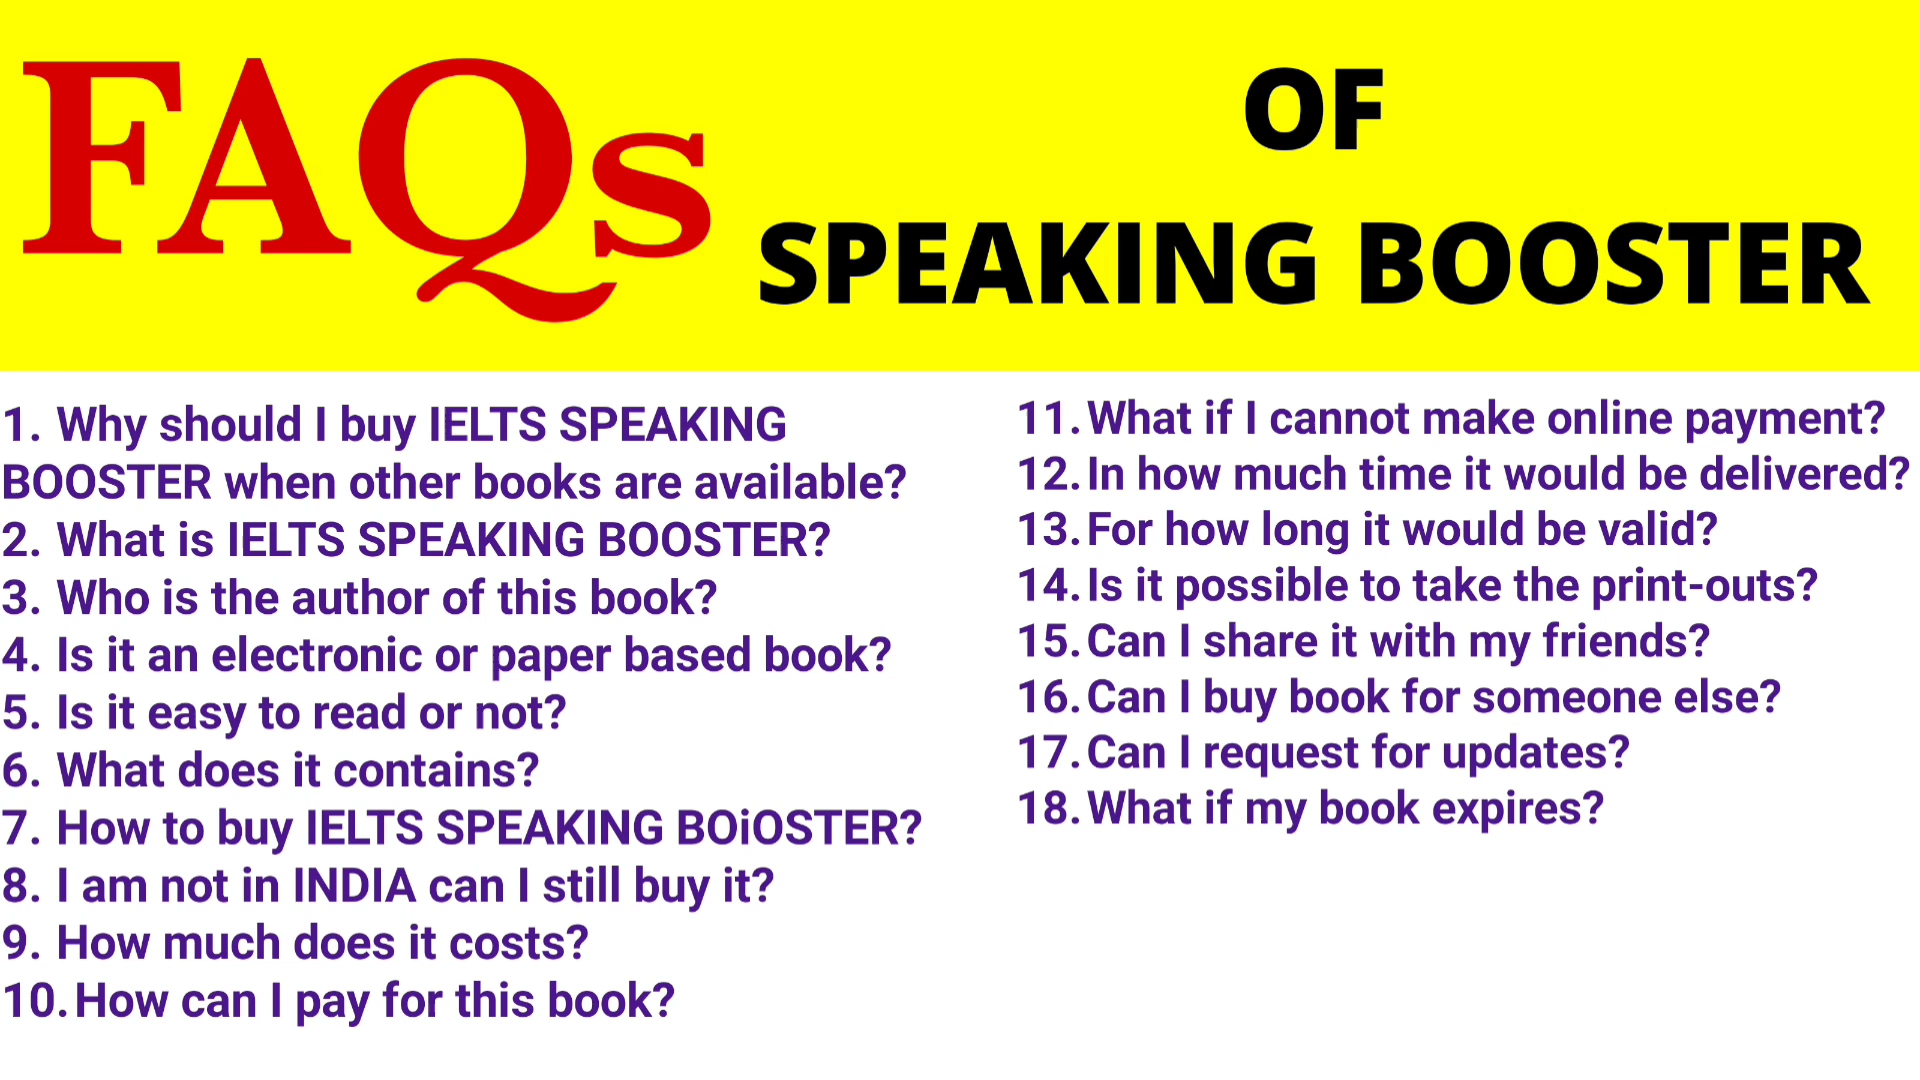 FAQs
OF
SPEAKING BOOSTER
1. Why should I buy IELTS SPEAKING
BOOSTER when other books are available?
2. What is IELTS SPEAKING BOOSTER?
3. Who is the author of this book?
4. Is it an electronic or paper based book?
5. Is it easy to read or not?
6. What does it contains?
7. How to buy IELTS SPEAKING BOiOSTER?
8. I am not in INDIA can I still buy it?
9. How much does it costs?
10. How can I pay for this book?
11. What if I cannot make online payment?
12. In how much time it would be delivered?
13. For how long it would be valid?
14. Is it possible to take the print-outs?
15. Can I share it with my friends?
16. Can I buy book for someone else?
17. Can I request for updates?
18. What if my book expires?